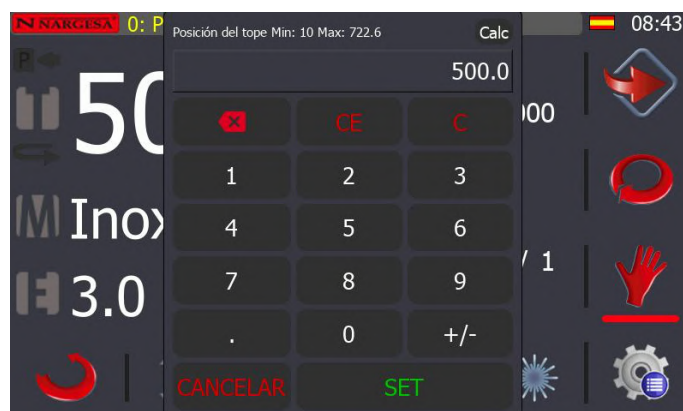 NARGESA 0: P
Posición del tope Min: 10 Max: 722.6 Calc
08:43
500.0
P
50
CE C
1 2 3
M Inox
4 5 6
3.0
7 8 9
/ 1
. 0 +/-
CANCELAR SET